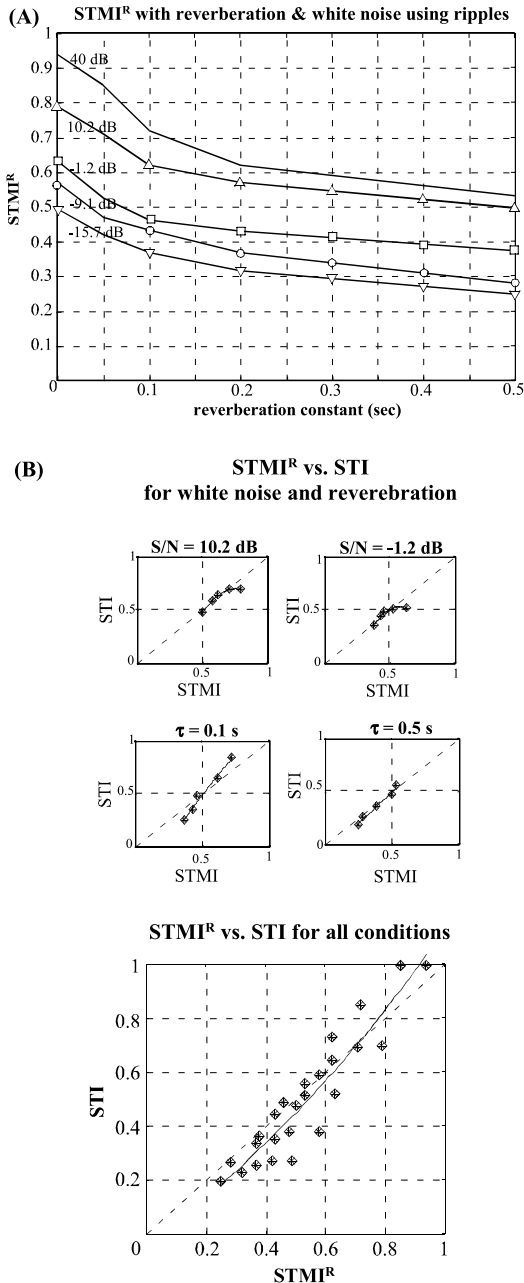 (A)
STMIᴿ with reverberation & white noise using ripples
STMIᴿ
1
0.9
0.8
0.7
0.6
0.5
0.4
0.3
0.2
0.1
0
40 dB
10.2 dB
-1.2 dB
-9.1 dB
-15.7 dB
0 0.1 0.2 0.3 0.4 0.5
reverberation constant (sec)
(B)
STMIᴿ vs. STI
for white noise and reverebration
S/N = 10.2 dB
1
0.5
0
STI
0.5 1
STMI
S/N = -1.2 dB
1
0.5
0
STI
0.5 1
STMI
τ = 0.1 s
1
0.5
0
STI
0.5 1
STMI
τ = 0.5 s
1
0.5
0
STI
0.5 1
STMI
STMIᴿ vs. STI for all conditions
STI
1
0.8
0.6
0.4
0.2
0 0.2 0.4 0.6 0.8 1
STMIᴿ